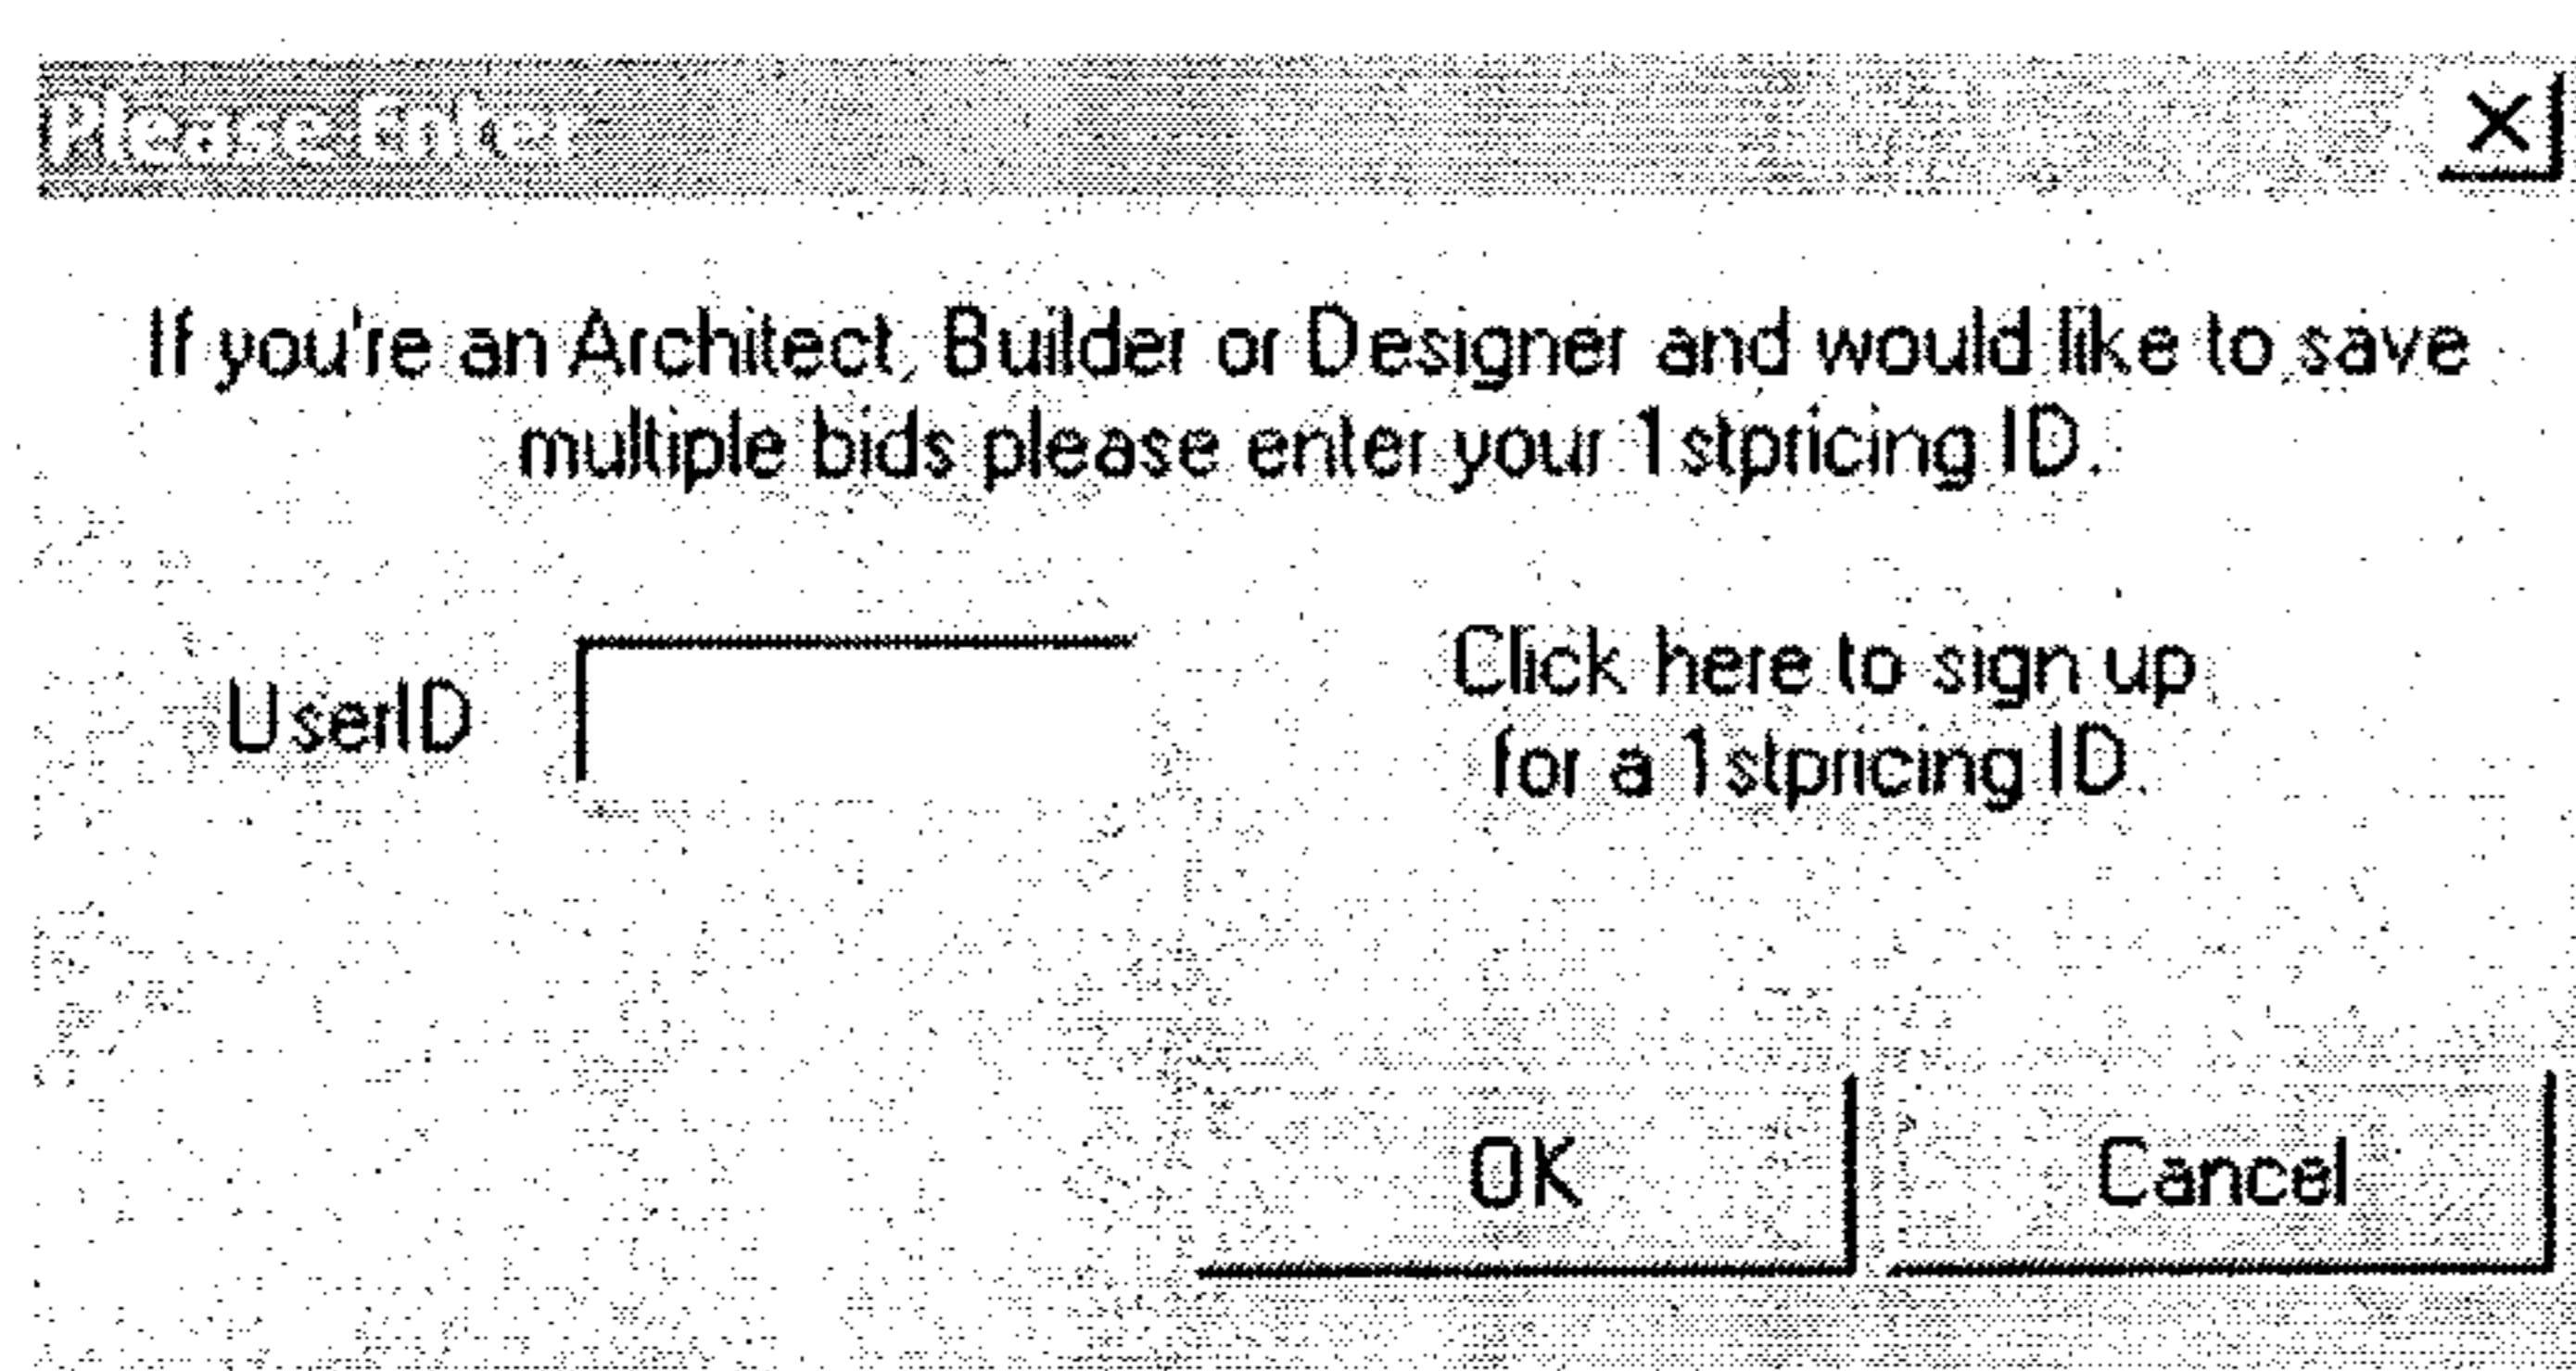 Please Enter
If you're an Architect, Builder or Designer and would like to save
multiple bids please enter your 1stpricing ID.
UserID
Click here to sign up
for a 1stpricing ID.
OK
Cancel